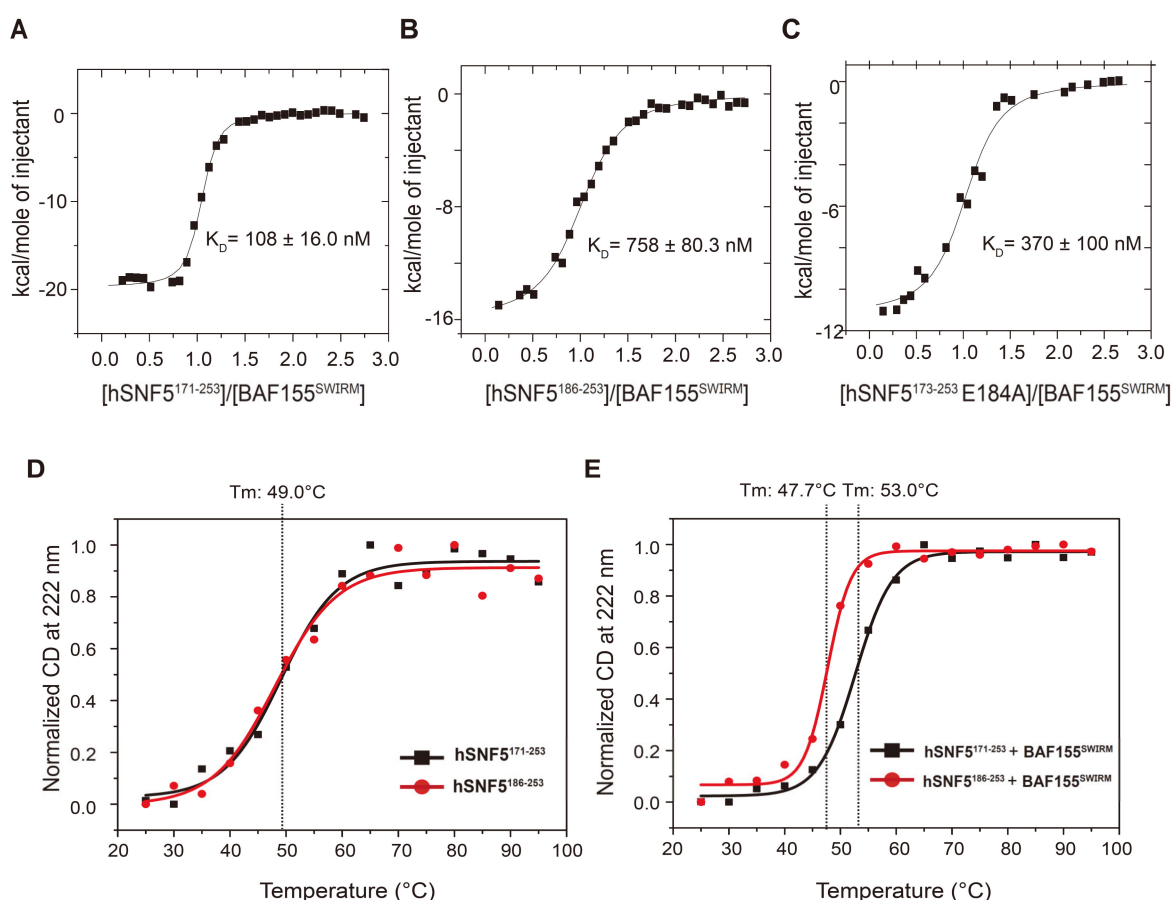 A
kcal/mole of injectant
0
-10
-20
K_D= 108 ± 16.0 nM
0.0 0.5 1.0 1.5 2.0 2.5 3.0
[hSNF5¹⁷¹⁻²⁵³]/[BAF155ˢᵂᴵᴿᴹ]
B
kcal/mole of injectant
0
-8
-16
K_D= 758 ± 80.3 nM
0.0 0.5 1.0 1.5 2.0 2.5 3.0
[hSNF5¹⁸⁶⁻²⁵³]/[BAF155ˢᵂᴵᴿᴹ]
C
kcal/mole of injectant
0
-6
-12
K_D= 370 ± 100 nM
0.0 0.5 1.0 1.5 2.0 2.5 3.0
[hSNF5¹⁷³⁻²⁵³ E184A]/[BAF155ˢᵂᴵᴿᴹ]
D
Tm: 49.0°C
Normalized CD at 222 nm
1.0
0.8
0.6
0.4
0.2
0.0
hSNF5¹⁷¹⁻²⁵³
hSNF5¹⁸⁶⁻²⁵³
20 30 40 50 60 70 80 90 100
Temperature (°C)
E
Tm: 47.7°C Tm: 53.0°C
Normalized CD at 222 nm
1.0
0.8
0.6
0.4
0.2
0.0
hSNF5¹⁷¹⁻²⁵³ + BAF155ˢᵂᴵᴿᴹ
hSNF5¹⁸⁶⁻²⁵³ + BAF155ˢᵂᴵᴿᴹ
20 30 40 50 60 70 80 90 100
Temperature (°C)